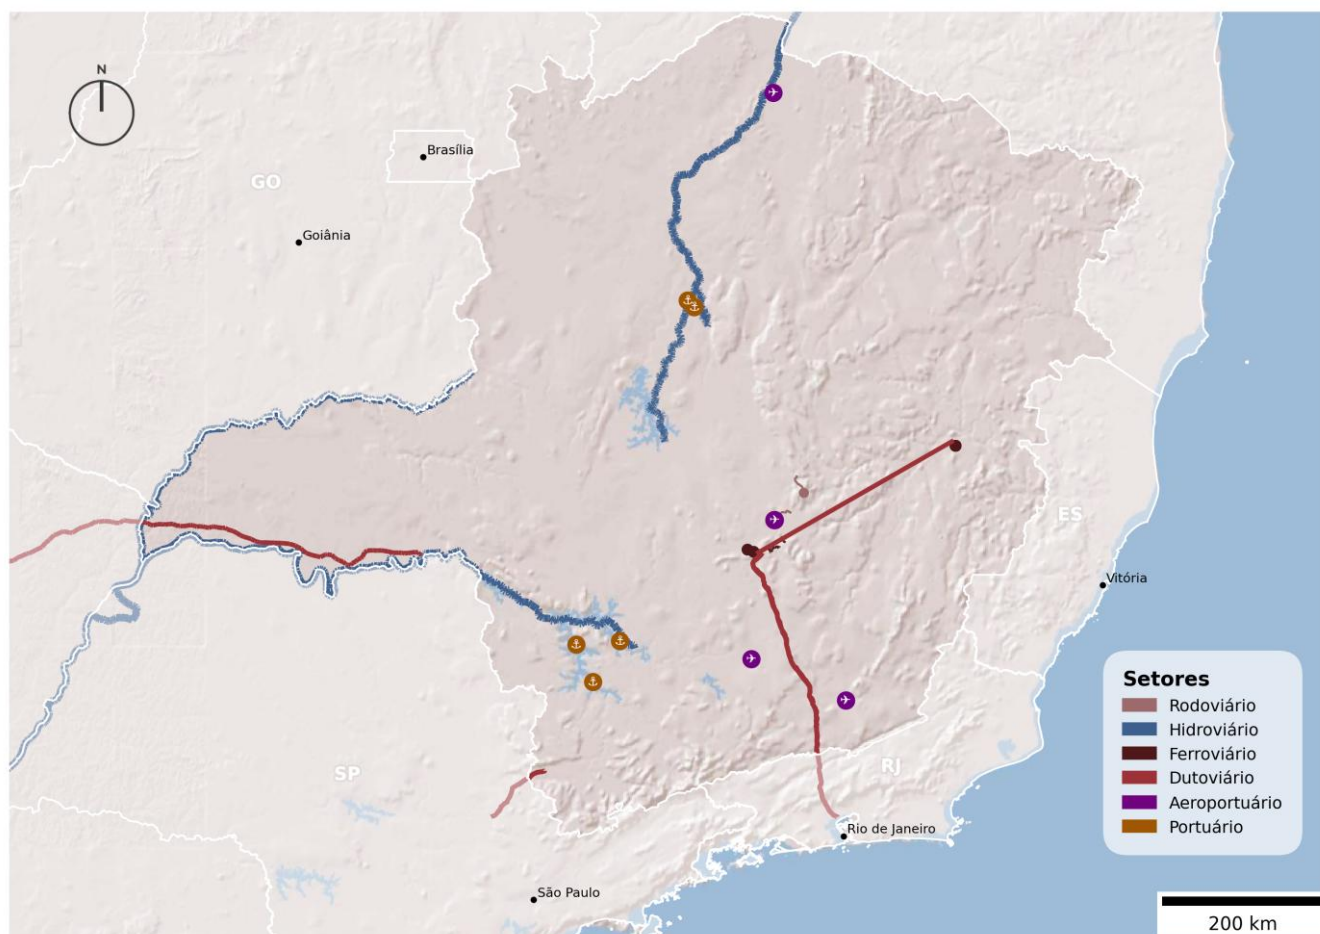 N
Brasília
GO
Goiânia
ES
Vitória
Setores
Rodoviário
Hidroviário
Ferroviário
Dutoviário
Aeroportuário
Portuário
RJ
SP
Rio de Janeiro
São Paulo
200 km